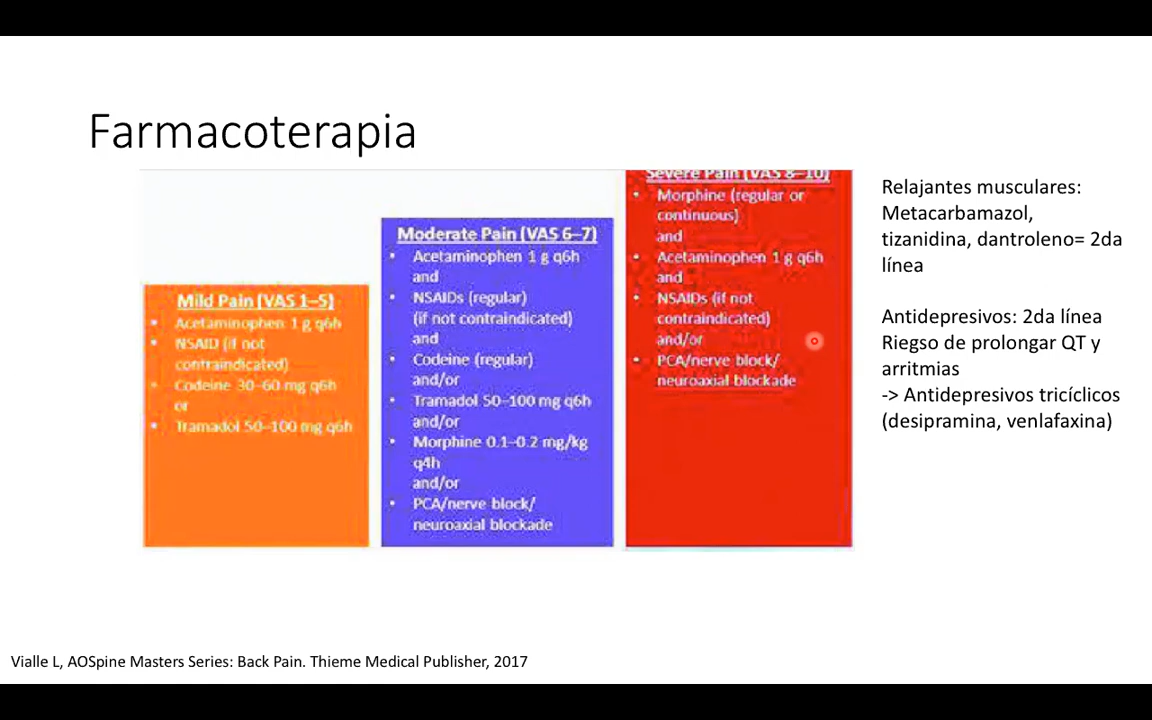 Farmacoterapia
Mild Pain (VAS 1–5)
• Acetaminophen 1 g q6h
• NSAID (if not
contraindicated)
• Codeine 30–60 mg q6h
or
• Tramadol 50–100 mg q6h
Moderate Pain (VAS 6–7)
• Acetaminophen 1 g q6h
and
• NSAIDs (regular)
(if not contraindicated)
and
• Codeine (regular)
and/or
• Tramadol 50–100 mg q6h
and/or
• Morphine 0.1–0.2 mg/kg
q4h
and/or
• PCA/nerve block/
neuroaxial blockade
Severe Pain (VAS 8–10)
• Morphine (regular or
continuous)
and
• Acetaminophen 1 g q6h
and
• NSAIDs (if not
contraindicated)
and/or
• PCA/nerve block/
neuroaxial blockade
Relajantes musculares:
Metacarbamazol,
tizanidina, dantroleno= 2da
línea
Antidepresivos: 2da línea
Riegso de prolongar QT y
arritmias
-> Antidepresivos tricíclicos
(desipramina, venlafaxina)
Vialle L, AOSpine Masters Series: Back Pain. Thieme Medical Publisher, 2017